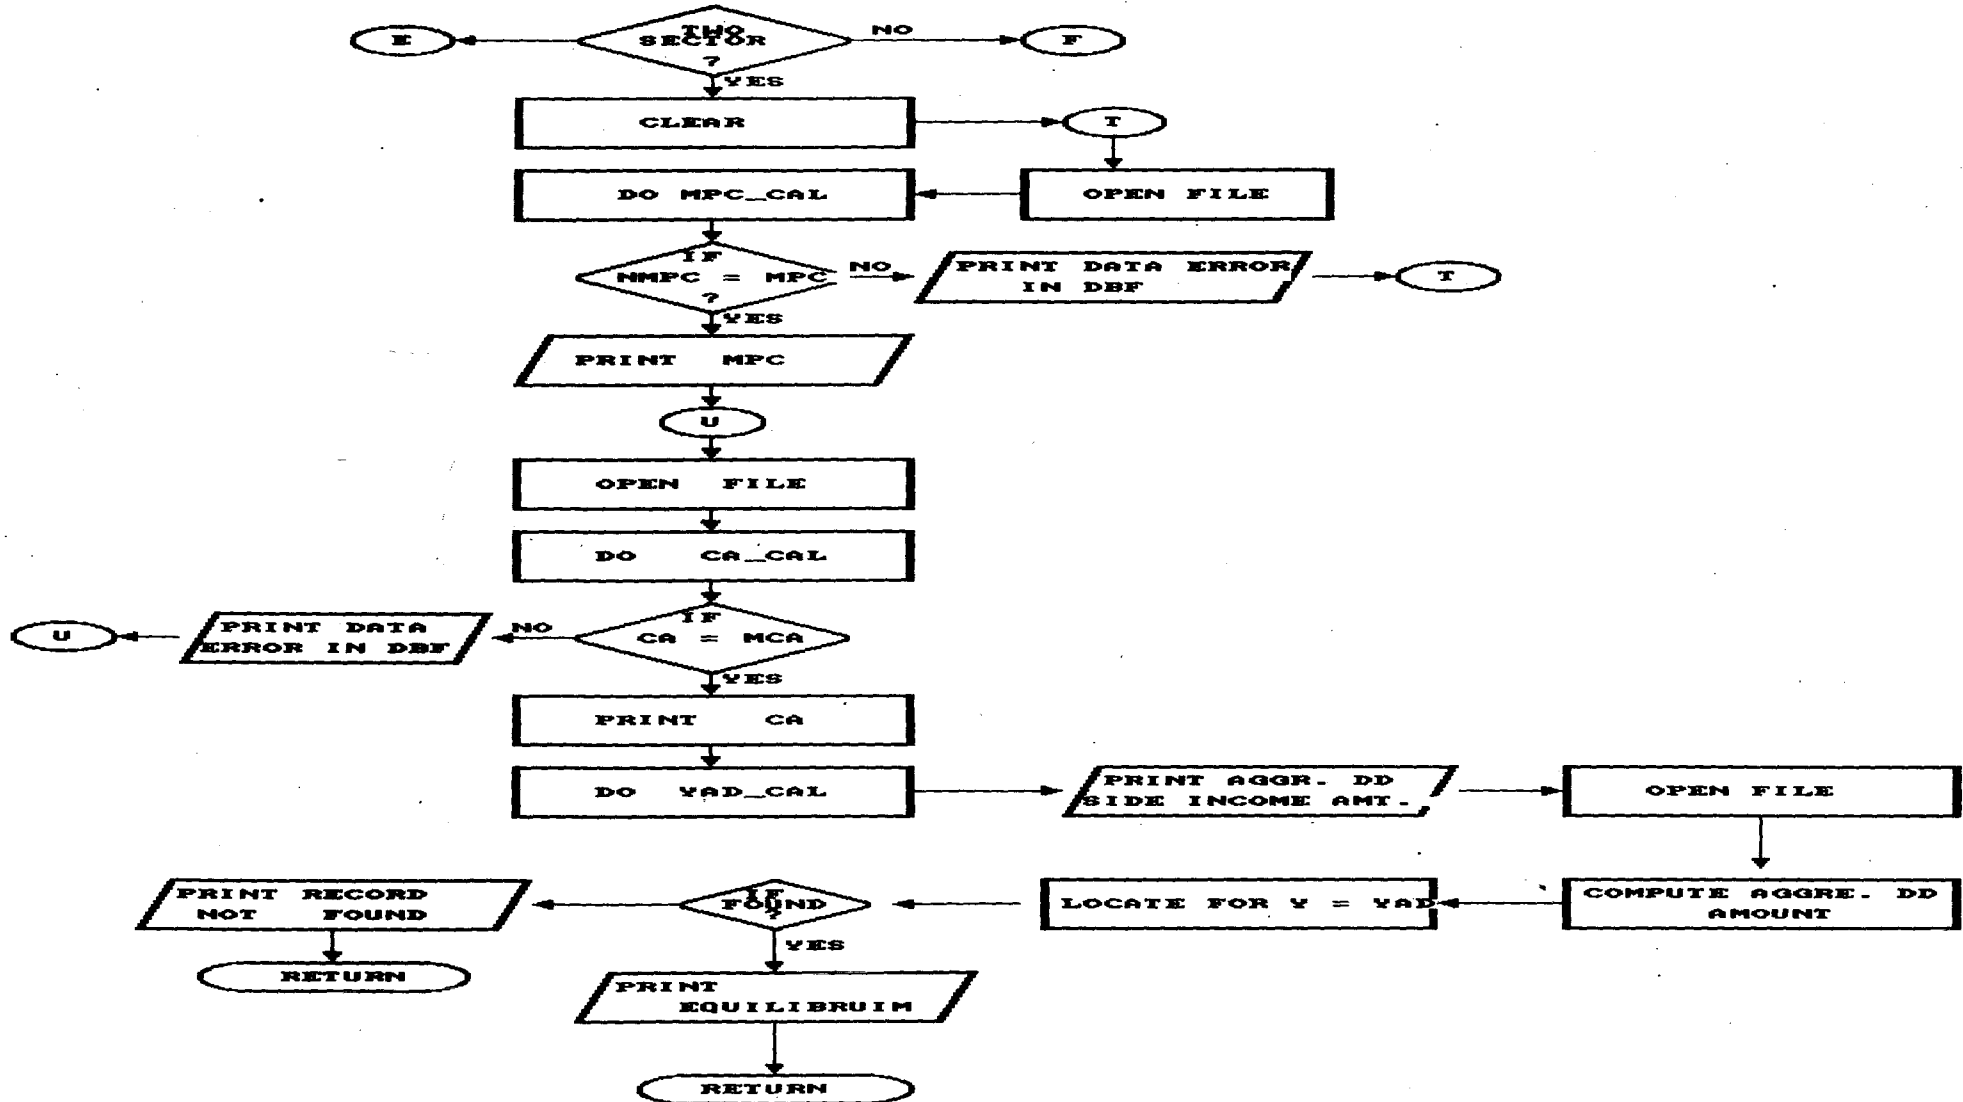 E
TWO
SECTOR
?
NO
F
YES
CLEAR
T
DO MPC_CAL
OPEN FILE
IF
NMPC = MPC
?
NO
PRINT DATA ERROR
IN DBF
T
YES
PRINT MPC
U
OPEN FILE
DO CA_CAL
U
PRINT DATA
ERROR IN DBF
NO
IF
CA = MCA
YES
PRINT CA
DO YAD_CAL
PRINT AGGR. DD
SIDE INCOME AMT.
OPEN FILE
PRINT RECORD
NOT FOUND
IF
FOUND
?
LOCATE FOR Y = YAD
COMPUTE AGGRE. DD
AMOUNT
YES
RETURN
PRINT
EQUILIBRUIM
RETURN